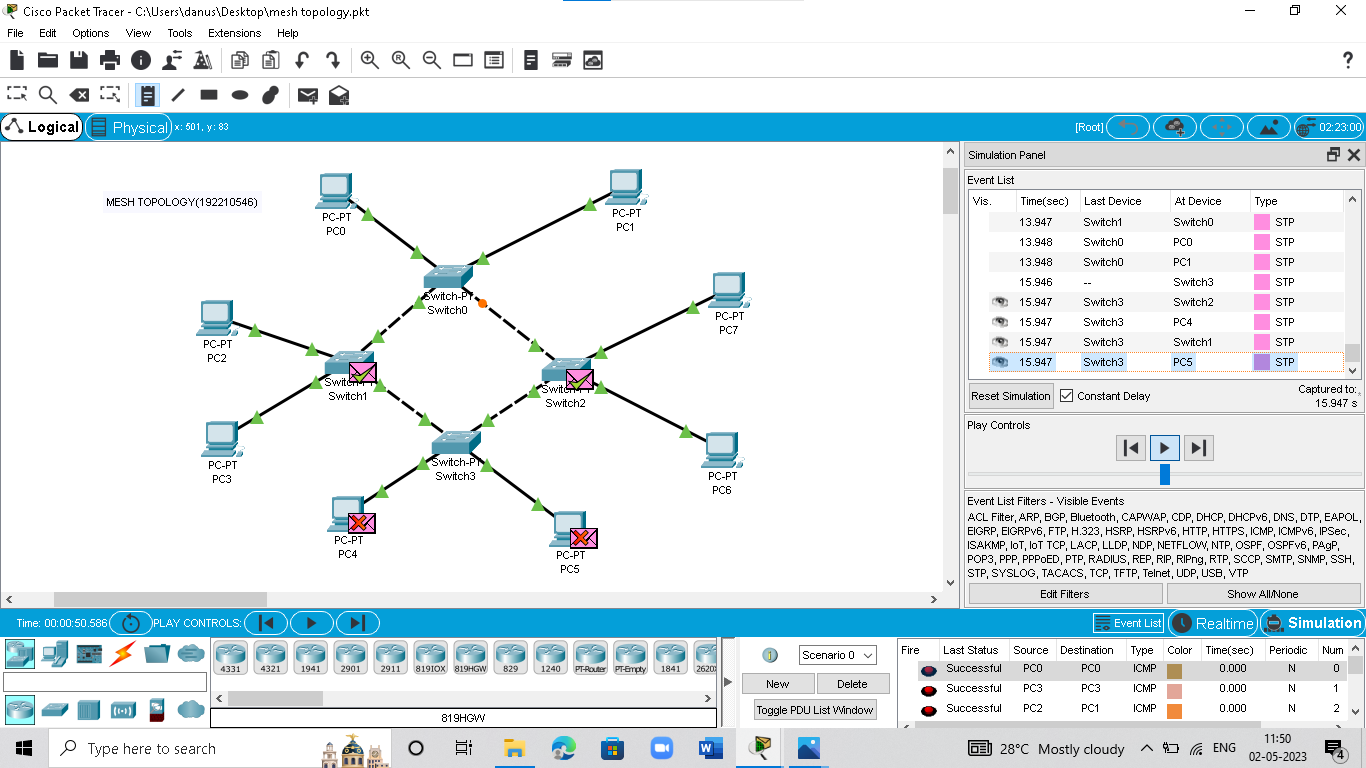 Cisco Packet Tracer - C:\Users\danus\Desktop\mesh topology.pkt
File Edit Options View Tools Extensions Help
Logical Physical x: 501, y: 83 [Root] 02:23:00
MESH TOPOLOGY(192210546)
PC-PT
PC0
PC-PT
PC1
Switch-PT
Switch0
PC-PT
PC7
PC-PT
PC2
Switch-PT
Switch1
Switch-PT
Switch2
PC-PT
PC3
Switch-PT
Switch3
PC-PT
PC6
PC-PT
PC4
PC-PT
PC5
Simulation Panel
Event List
Vis. Time(sec) Last Device At Device Type
13.947 Switch1 Switch0 STP
13.948 Switch0 PC0 STP
13.948 Switch0 PC1 STP
15.946 -- Switch3 STP
15.947 Switch3 Switch2 STP
15.947 Switch3 PC4 STP
15.947 Switch3 Switch1 STP
15.947 Switch3 PC5 STP
Reset Simulation Constant Delay Captured to:
15.947 s
Play Controls
Event List Filters - Visible Events
ACL Filter, ARP, BGP, Bluetooth, CAPWAP, CDP, DHCP, DHCPv6, DNS, DTP, EAPOL,
EIGRP, EIGRPv6, FTP, H.323, HSRP, HSRPv6, HTTP, HTTPS, ICMP, ICMPv6, IPSec,
ISAKMP, IoT, IoT TCP, LACP, LLDP, NDP, NETFLOW, NTP, OSPF, OSPFv6, PAgP,
POP3, PPP, PPPoED, PTP, RADIUS, REP, RIP, RIPng, RTP, SCCP, SMTP, SNMP, SSH,
STP, SYSLOG, TACACS, TCP, TFTP, Telnet, UDP, USB, VTP
Edit Filters Show All/None
Time: 00:00:50.586 PLAY CONTROLS: Event List Realtime Simulation
4331 4321 1941 2901 2911 819IOX 819HGW 829 1240 PT-Router PT-Empty 1841 2620X
819HGW
Scenario 0
New Delete
Toggle PDU List Window
Fire Last Status Source Destination Type Color Time(sec) Periodic Num
Successful PC0 PC0 ICMP 0.000 N 0
Successful PC3 PC3 ICMP 0.000 N 1
Successful PC2 PC1 ICMP 0.000 N 2
Type here to search 28°C Mostly cloudy ENG 11:50
02-05-2023 4